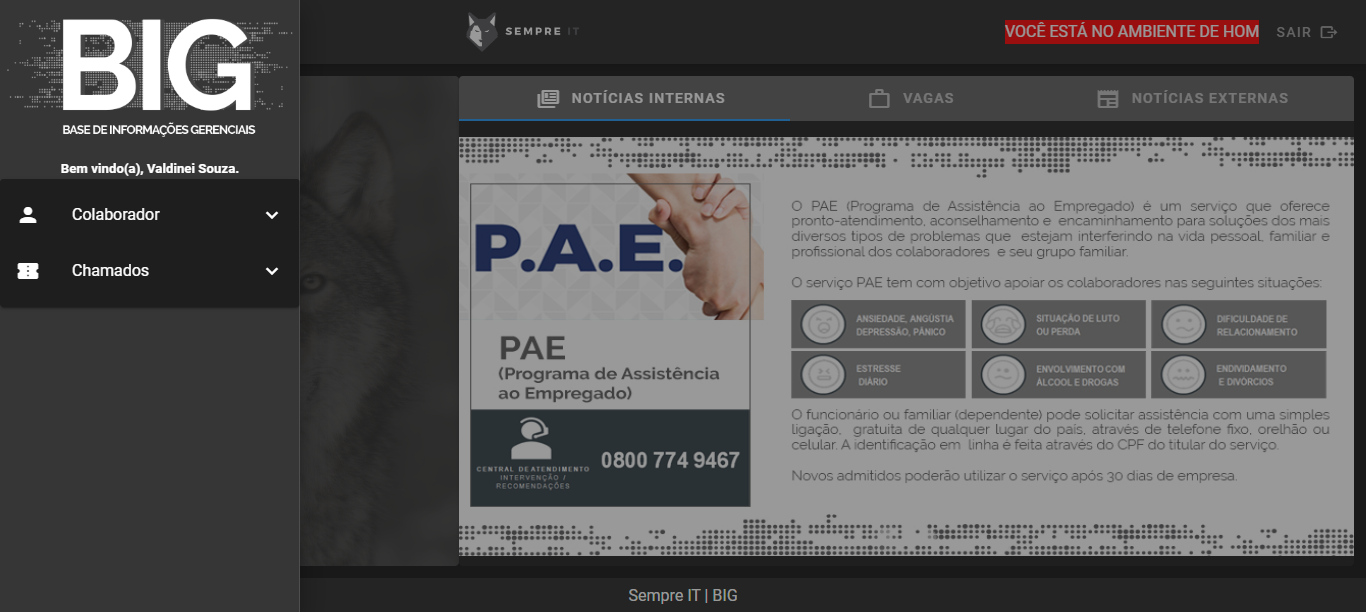 BIG
BASE DE INFORMAÇÕES GERENCIAIS
Bem vindo(a), Valdinei Souza.
Colaborador
Chamados
SEMPRE IT
VOCÊ ESTÁ NO AMBIENTE DE HOM
SAIR
NOTÍCIAS INTERNAS
VAGAS
NOTÍCIAS EXTERNAS
P.A.E.
PAE
(Programa de Assistência
ao Empregado)
CENTRAL DE ATENDIMENTO
INTERVENÇÃO /
RECOMENDAÇÕES
0800 774 9467
O PAE (Programa de Assistência ao Empregado) é um serviço que oferece
pronto-atendimento, aconselhamento e encaminhamento para soluções dos mais
diversos tipos de problemas que estejam interferindo na vida pessoal, familiar e
profissional dos colaboradores e seu grupo familiar.
O serviço PAE tem com objetivo apoiar os colaboradores nas seguintes situações:
ANSIEDADE, ANGÚSTIA
DEPRESSÃO, PÂNICO
SITUAÇÃO DE LUTO
OU PERDA
DIFICULDADE DE
RELACIONAMENTO
ESTRESSE
DIÁRIO
ENVOLVIMENTO COM
ÁLCOOL E DROGAS
ENDIVIDAMENTO
E DIVÓRCIOS
O funcionário ou familiar (dependente) pode solicitar assistência com uma simples
ligação, gratuita de qualquer lugar do país, através de telefone fixo, orelhão ou
celular. A identificação em linha é feita através do CPF do titular do serviço.
Novos admitidos poderão utilizar o serviço após 30 dias de empresa.
Sempre IT | BIG